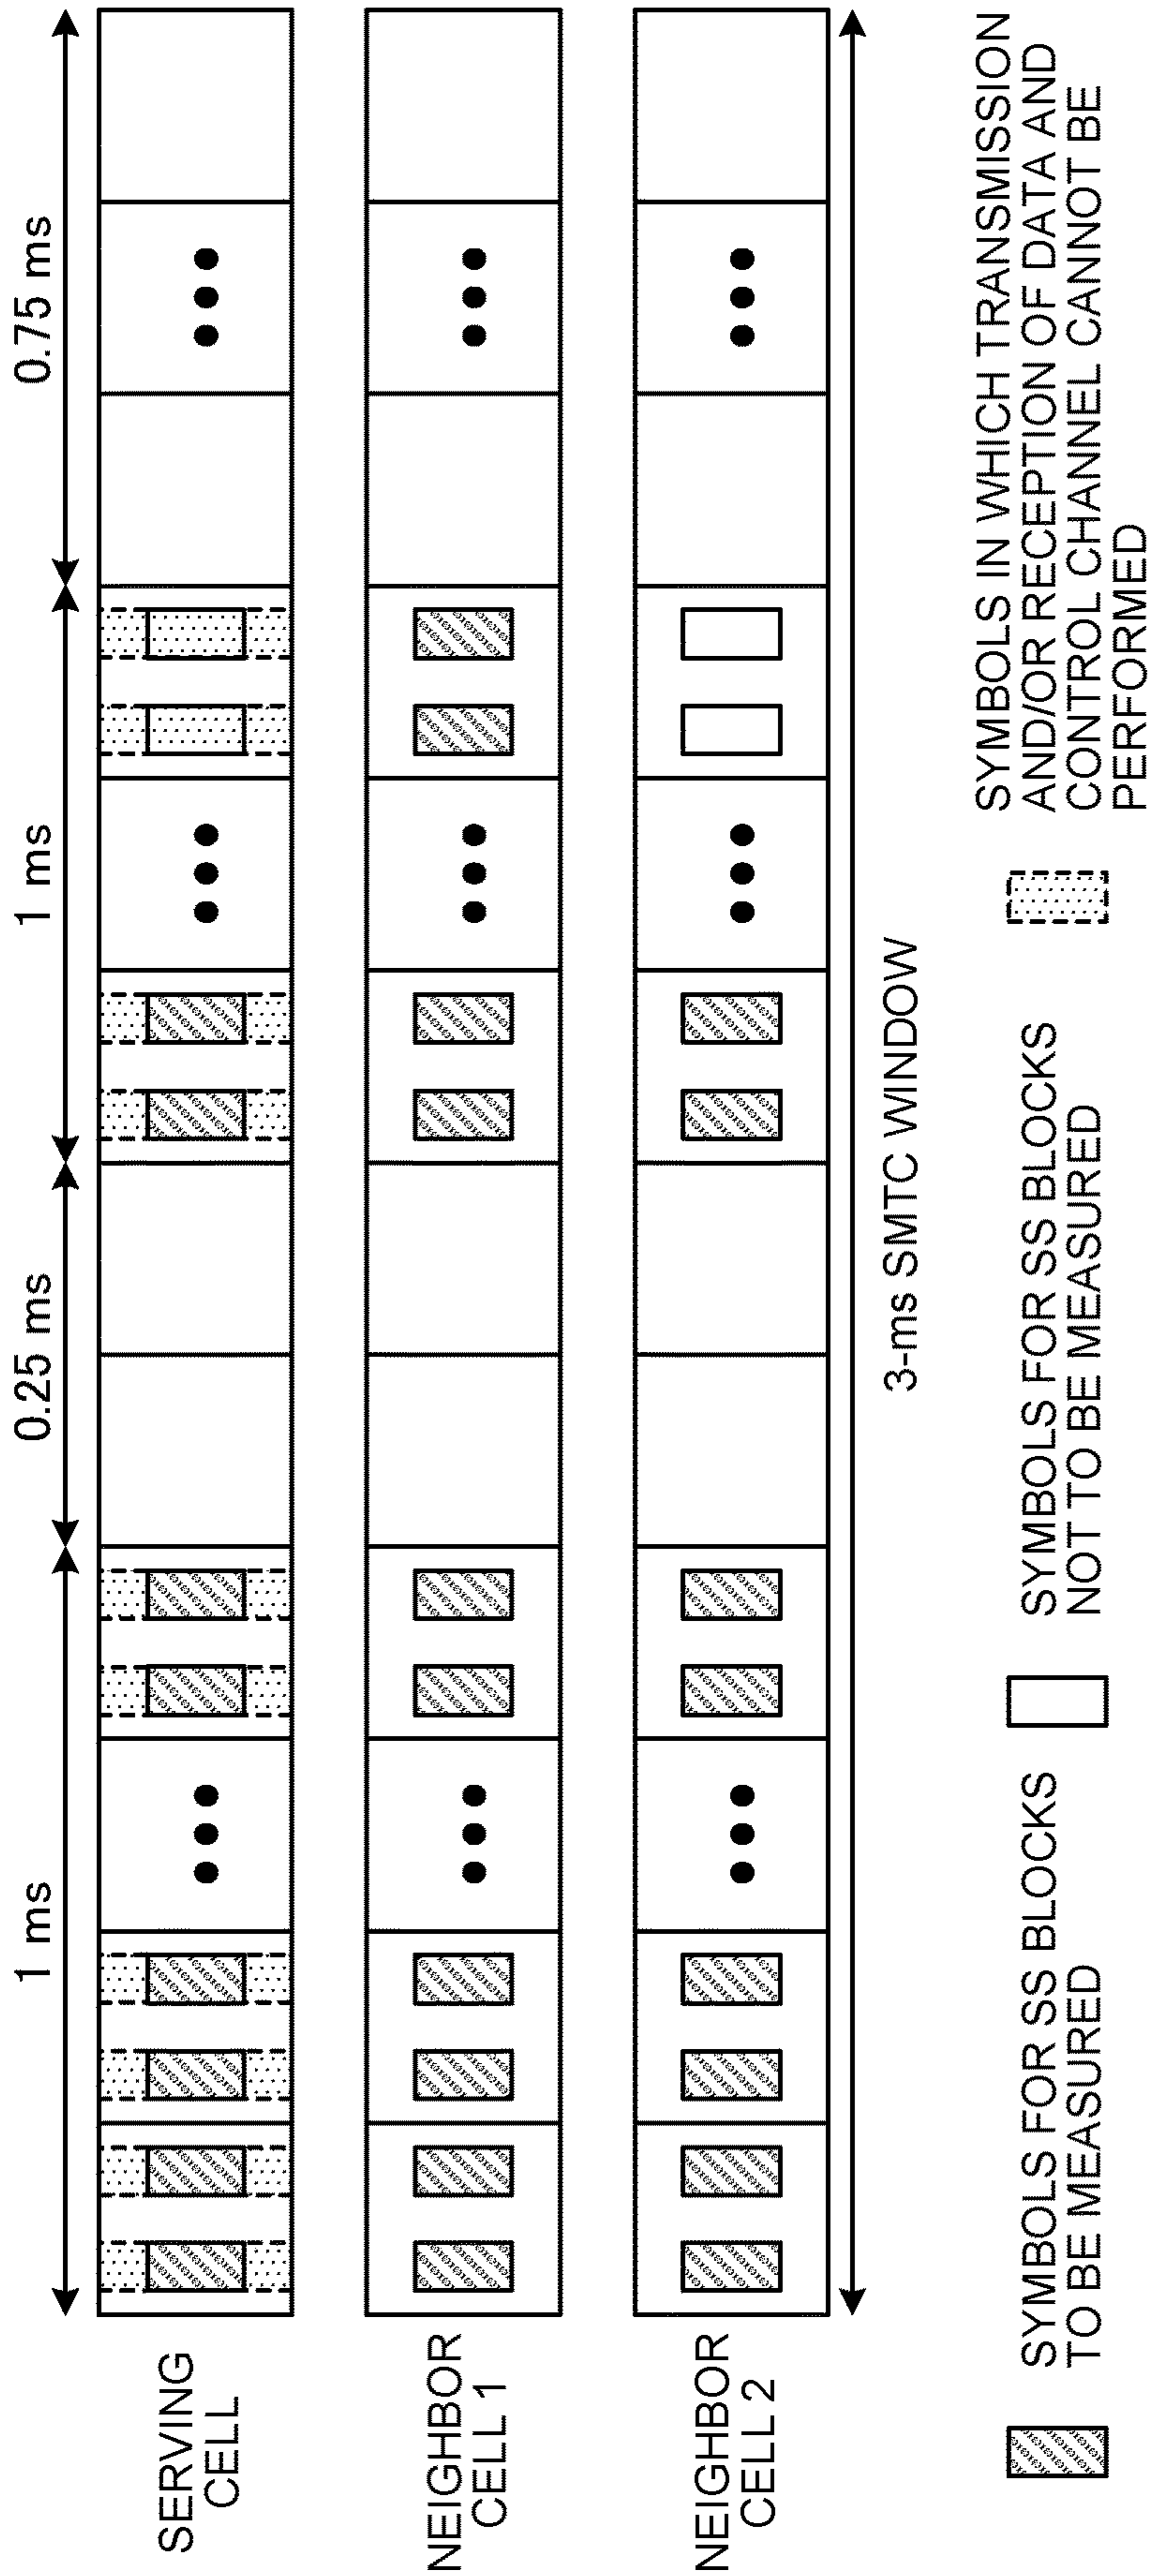 1 ms
0.25 ms
1 ms
0.75 ms
SERVING
CELL
NEIGHBOR
CELL 1
NEIGHBOR
CELL 2
3-ms SMTC WINDOW
SYMBOLS FOR SS BLOCKS
TO BE MEASURED
SYMBOLS FOR SS BLOCKS
NOT TO BE MEASURED
SYMBOLS IN WHICH TRANSMISSION
AND/OR RECEPTION OF DATA AND
CONTROL CHANNEL CANNOT BE
PERFORMED